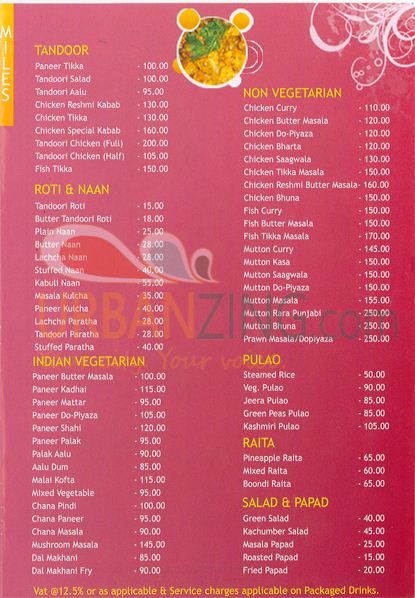 MILES
TANDOOR
Paneer Tikka - 100.00
Tandoori Salad - 100.00
Tandoori Aalu - 95.00
Chicken Reshmi Kabab - 130.00
Chicken Tikka - 130.00
Chicken Special Kabab - 160.00
Tandoori Chicken (Full) - 200.00
Tandoori Chicken (Half) - 105.00
Fish Tikka - 150.00
ROTI & NAAN
Tandoori Roti - 15.00
Butter Tandoori Roti - 18.00
Plain Naan - 25.00
Butter Naan - 28.00
Lachcha Naan - 28.00
Stuffed Naan - 40.00
Kabuli Naan - 55.00
Masala Kulcha - 35.00
Paneer Kulcha - 40.00
Lachcha Paratha - 28.00
Tandoori Paratha - 28.00
Stuffed Paratha - 40.00
INDIAN VEGETARIAN
Paneer Butter Masala - 100.00
Paneer Kadhai - 115.00
Paneer Mattar - 95.00
Paneer Do-Piyaza - 105.00
Paneer Shahi - 120.00
Paneer Palak - 95.00
Palak Aalu - 90.00
Aalu Dum - 85.00
Malai Kofta - 115.00
Mixed Vegetable - 95.00
Chana Pindi - 100.00
Chana Paneer - 95.00
Chana Masala - 90.00
Mushroom Masala - 145.00
Dal Makhani - 85.00
Dal Makhani Fry - 90.00
NON VEGETARIAN
Chicken Curry - 110.00
Chicken Butter Masala - 120.00
Chicken Do-Piyaza - 120.00
Chicken Bharta - 120.00
Chicken Saagwala - 130.00
Chicken Tikka Masala - 150.00
Chicken Reshmi Butter Masala - 160.00
Chicken Bhuna - 150.00
Fish Curry - 150.00
Fish Butter Masala - 150.00
Fish Tikka Masala - 170.00
Mutton Curry - 145.00
Mutton Kasa - 150.00
Mutton Saagwala - 150.00
Mutton Do-Piyaza - 150.00
Mutton Masala - 155.00
Mutton Rara Punjabi - 250.00
Mutton Bhuna - 250.00
Prawn Masala/Dopiyaza - 250.00
PULAO
Steamed Rice - 50.00
Veg. Pulao - 90.00
Jeera Pulao - 85.00
Green Peas Pulao - 85.00
Kashmiri Pulao - 105.00
RAITA
Pineapple Raita - 65.00
Mixed Raita - 60.00
Boondi Raita - 65.00
SALAD & PAPAD
Green Salad - 40.00
Kachumber Salad - 45.00
Masala Papad - 25.00
Roasted Papad - 15.00
Fried Papad - 20.00
Vat @12.5% or as applicable & Service charges applicable on Packaged Drinks.
URBANZING.com
Your vo